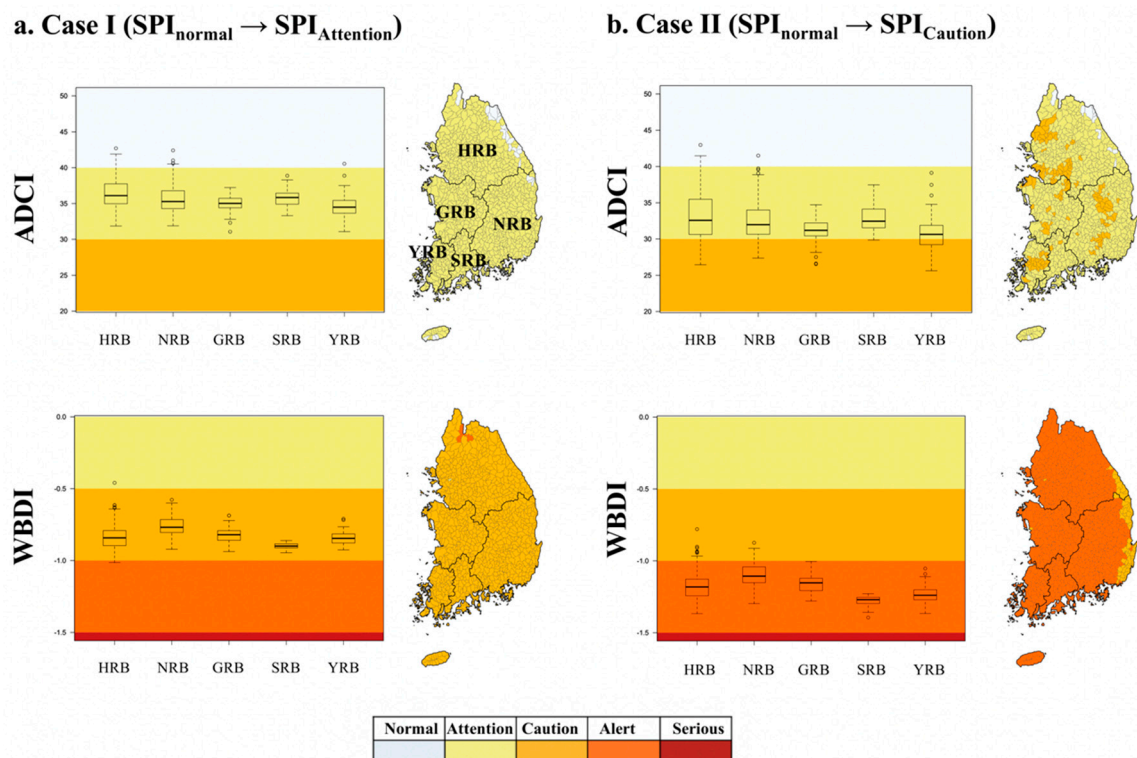 a. Case I (SPInormal → SPIAttention)
b. Case II (SPInormal → SPICaution)
ADCI
50
45
40
35
30
25
20
HRB NRB GRB SRB YRB
HRB
GRB
NRB
YRB
SRB
ADCI
50
45
40
35
30
25
20
HRB NRB GRB SRB YRB
WBDI
0.0
-0.5
-1.0
-1.5
HRB NRB GRB SRB YRB
WBDI
0.0
-0.5
-1.0
-1.5
HRB NRB GRB SRB YRB
Normal Attention Caution Alert Serious